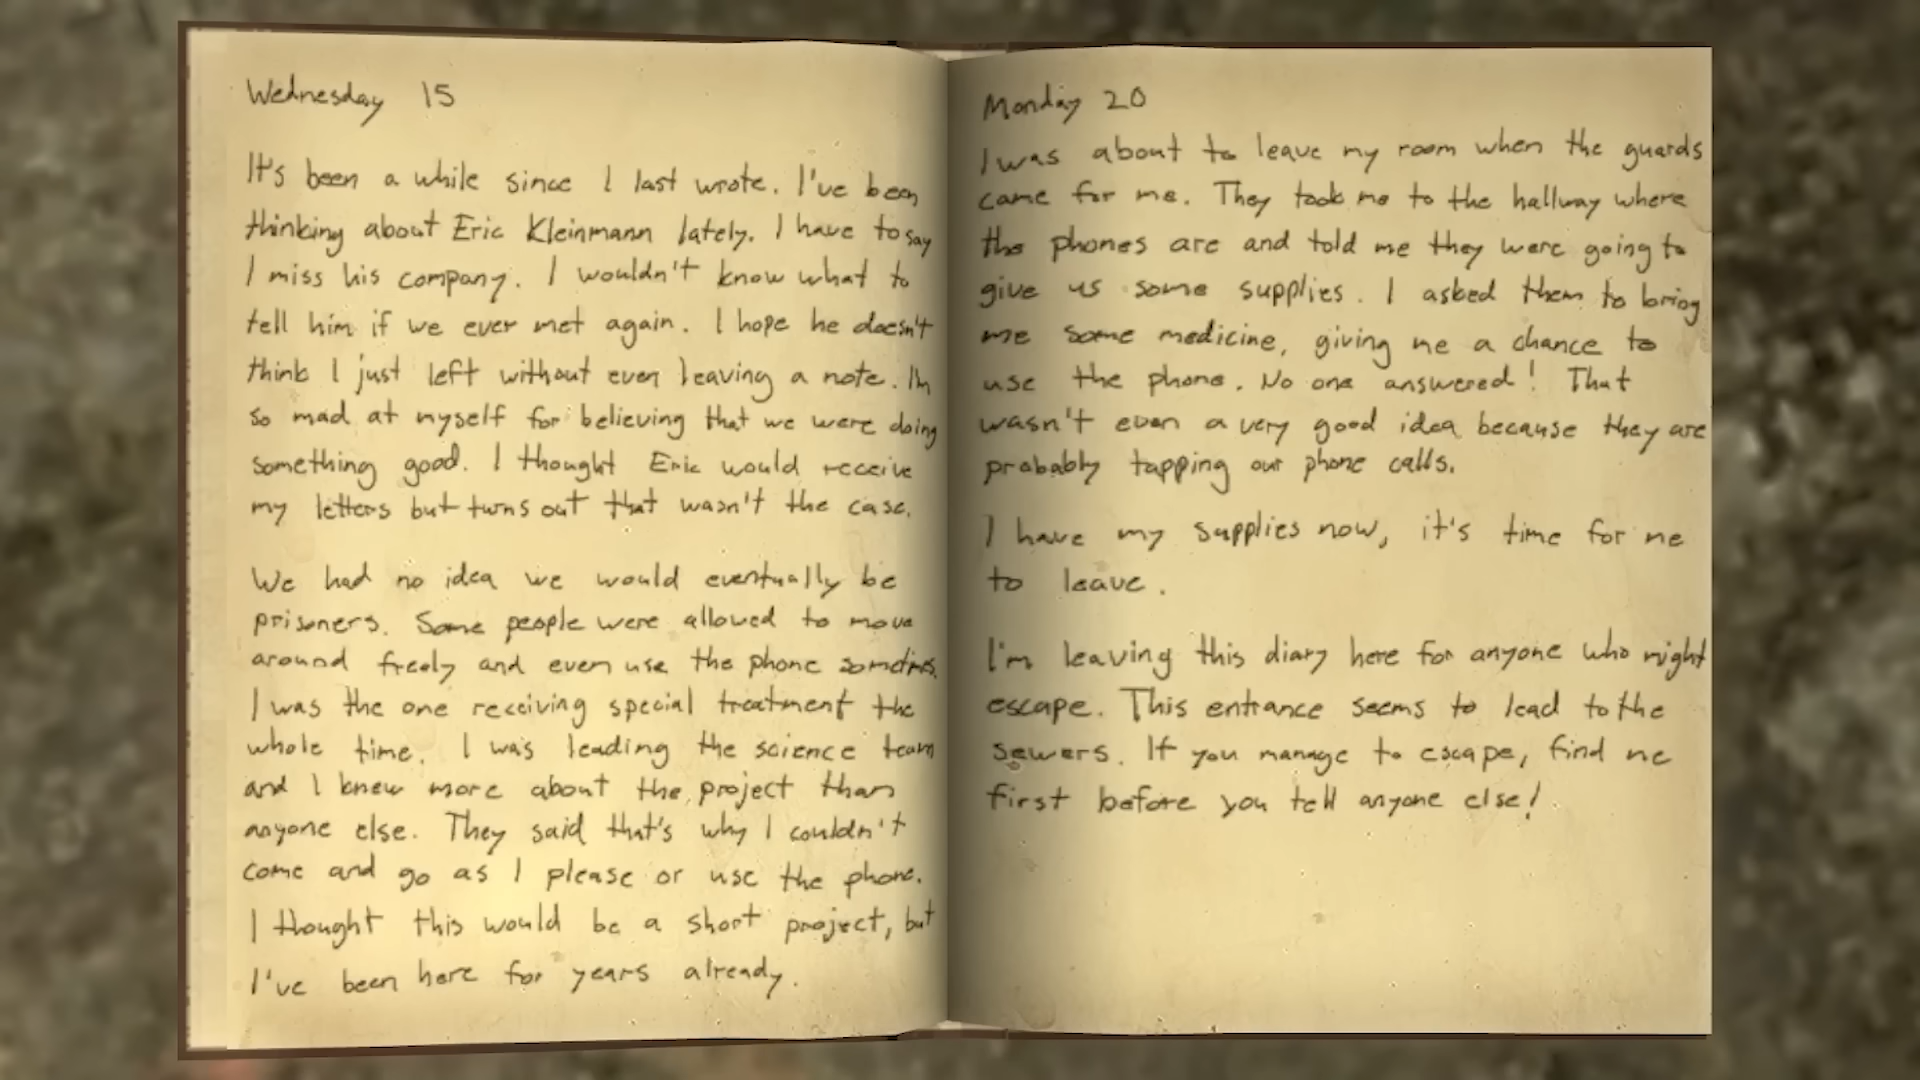 Wednesday 15
It's been a while since I last wrote. I've been
thinking about Eric Kleinmann lately. I have to say
I miss his company. I wouldn't know what to
tell him if we ever met again. I hope he doesn't
think I just left without even leaving a note. I'm
so mad at myself for believing that we were doing
something good. I thought Eric would receive
my letters but turns out that wasn't the case.
We had no idea we would eventually be
prisoners. Some people were allowed to move
around freely and even use the phone sometimes.
I was the one receiving special treatment the
whole time. I was leading the science team
and I knew more about the project than
anyone else. They said that's why I couldn't
come and go as I please or use the phone.
I thought this would be a short project, but
I've been here for years already.
Monday 20
I was about to leave my room when the guards
came for me. They took me to the hallway where
the phones are and told me they were going to
give us some supplies. I asked them to bring
me some medicine, giving me a chance to
use the phone. No one answered! That
wasn't even a very good idea because they are
probably tapping our phone calls.
I have my supplies now, it's time for me
to leave.
I'm leaving this diary here for anyone who might
escape. This entrance seems to lead to the
sewers. If you manage to escape, find me
first before you tell anyone else!